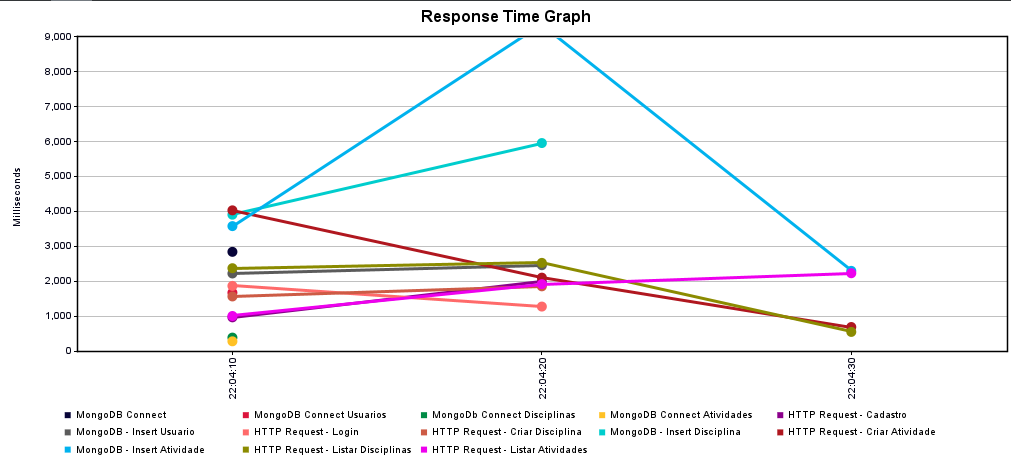 Response Time Graph
9,000
8,000
7,000
6,000
5,000
4,000
3,000
2,000
1,000
0
Milliseconds
22:04:10
22:04:20
22:04:30
MongoDB Connect
MongoDB Connect Usuarios
MongoDb Connect Disciplinas
MongoDB Connect Atividades
HTTP Request - Cadastro
MongoDB - Insert Usuario
HTTP Request - Login
HTTP Request - Criar Disciplina
MongoDB - Insert Disciplina
HTTP Request - Criar Atividade
MongoDB - Insert Atividade
HTTP Request - Listar Disciplinas
HTTP Request - Listar Atividades